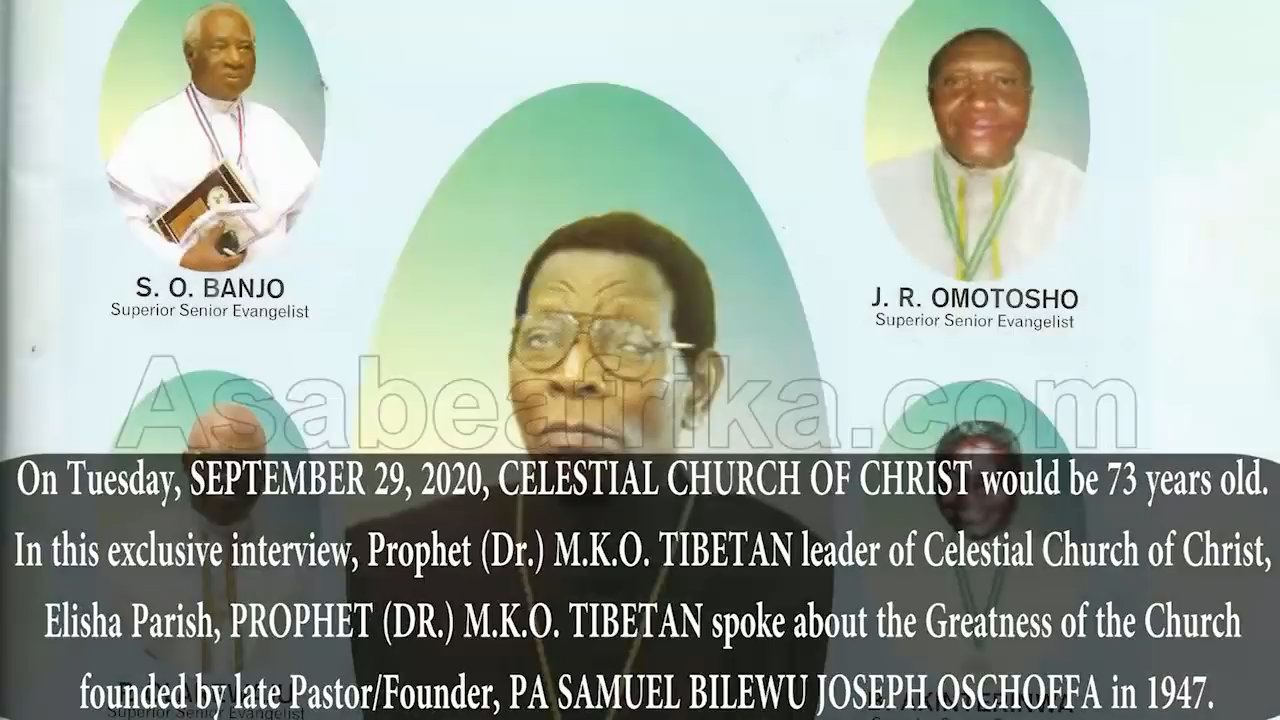 S. O. BANJO
Superior Senior Evangelist
J. R. OMOTOSHO
Superior Senior Evangelist
Asabeafrika.com
On Tuesday, SEPTEMBER 29, 2020, CELESTIAL CHURCH OF CHRIST would be 73 years old.
In this exclusive interview, Prophet (Dr.) M.K.O. TIBETAN leader of Celestial Church of Christ,
Elisha Parish, PROPHET (DR.) M.K.O. TIBETAN spoke about the Greatness of the Church
founded by late Pastor/Founder, PA SAMUEL BILEWU JOSEPH OSCHOFFA in 1947.
Superior Senior Evangelist